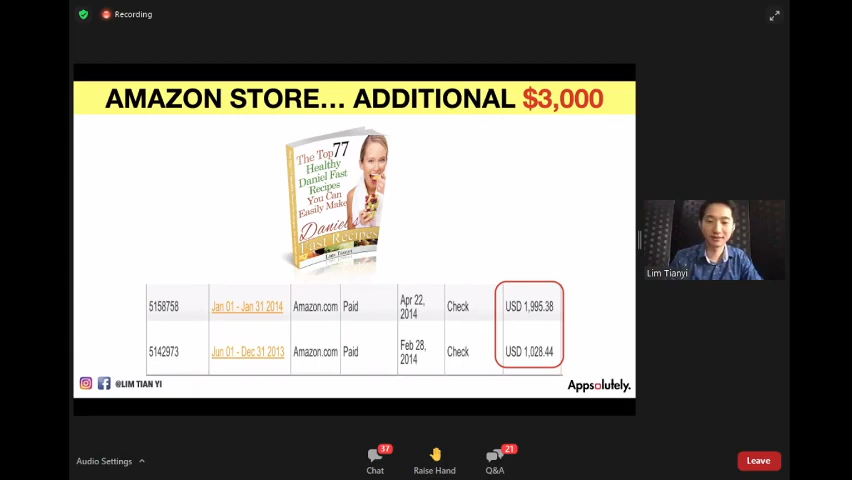 Recording
AMAZON STORE... ADDITIONAL $3,000
The Top 77
Healthy
Daniel Fast
Recipes
You Can
Easily Make
Daniel's
Fast Recipes
Lim Tianyi
5158758 Jan 01 - Jan 31 2014 Amazon.com Paid Apr 22, 2014 Check USD 1,995.38
5142973 Jun 01 - Dec 31 2013 Amazon.com Paid Feb 28, 2014 Check USD 1,028.44
@LIM TIAN YI
Appsolutely.
Lim Tianyi
Audio Settings
37
Chat
Raise Hand
21
Q&A
Leave